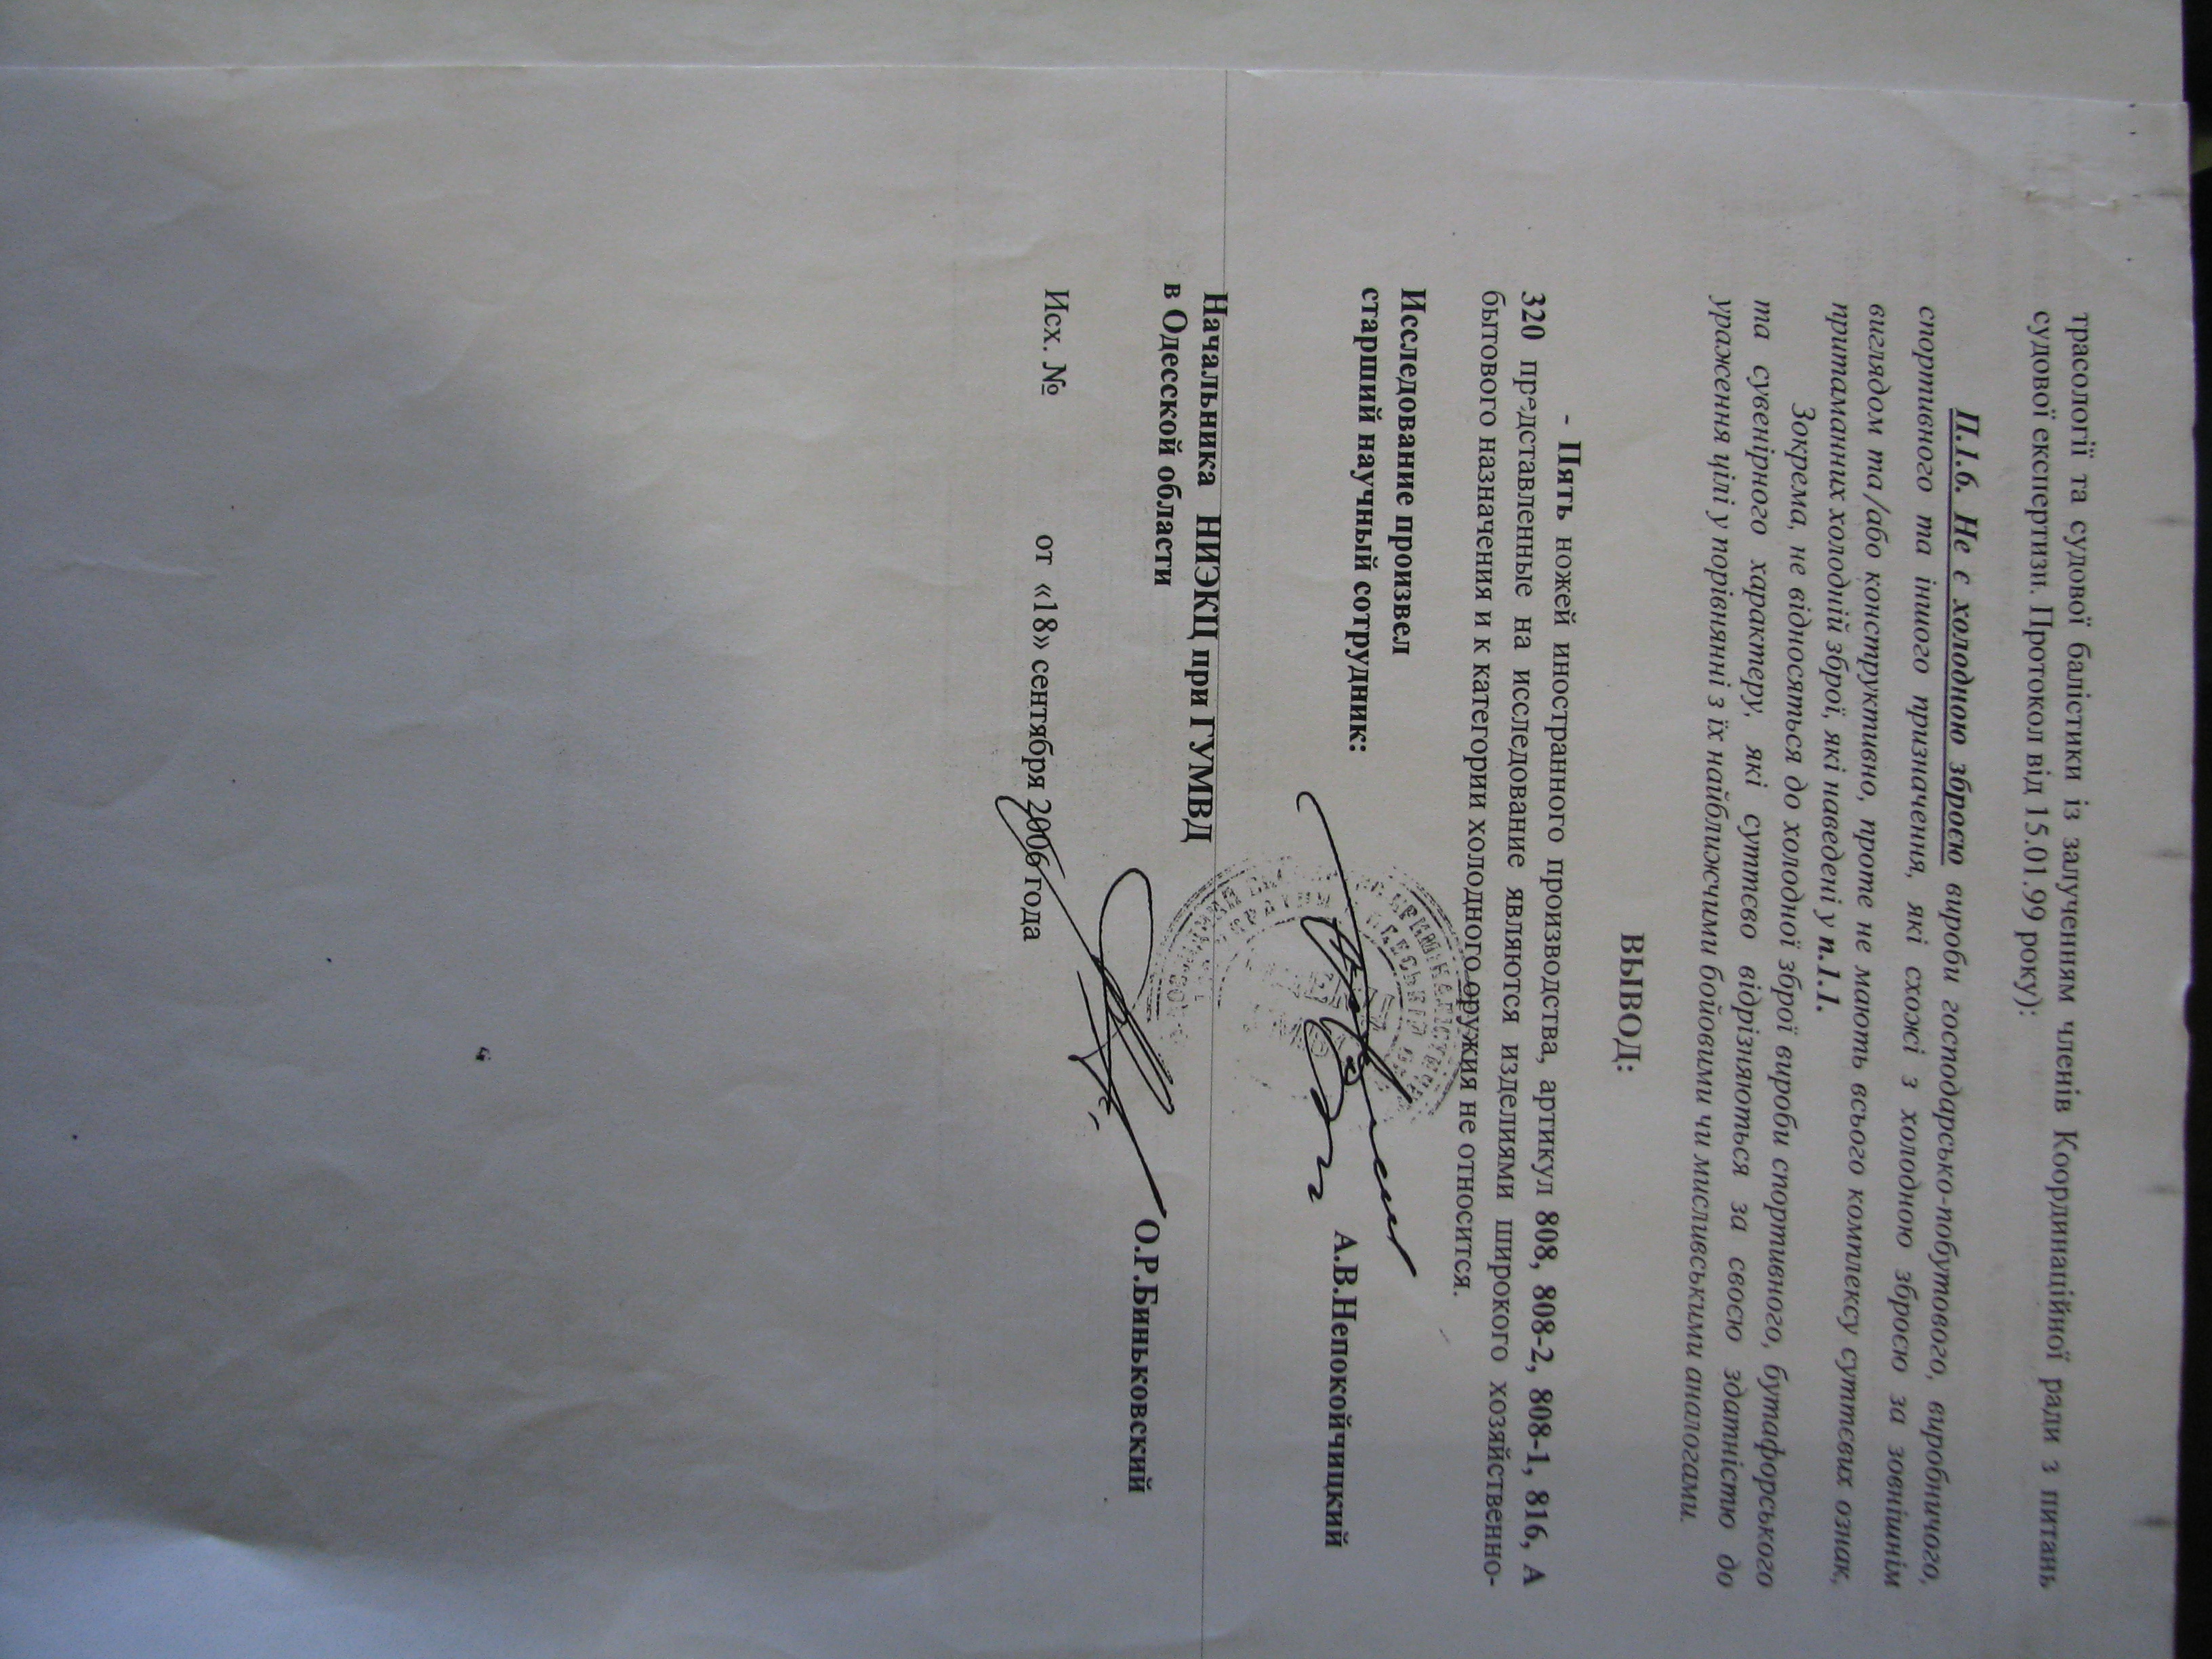 трасології та судової балістики із залученням членів Координаційної ради з питань
судової експертизи. Протокол від 15.01.99 року):
П.1.6. Не є холодною зброєю вироби господарсько-побутового, виробничого,
спортивного та іншого призначення, які схожі з холодною зброєю за зовнішнім
виглядом та/або конструктивно, проте не мають всього комплексу суттєвих ознак,
притаманних холодній зброї, які наведені у п.1.1.
Зокрема, не відносяться до холодної зброї вироби спортивного, бутафорського
та сувенірного характеру, які суттєво відрізняються за своєю здатністю до
ураження цілі у порівнянні з їх найближчими бойовими чи мисливськими аналогами.
ВЫВОД:
- Пять ножей иностранного производства, артикул 808, 808-2, 808-1, 816, А
320 представленные на исследование являются изделиями широкого хозяйственно-
бытового назначения и к категории холодного оружия не относится.
Исследование произвел
старший научный сотрудник: А.В.Непокойчицкий
Начальника НИЭКЦ при ГУМВД
в Одесской области О.Р.Биньковский
Исх. № от «18» сентября 2006 года